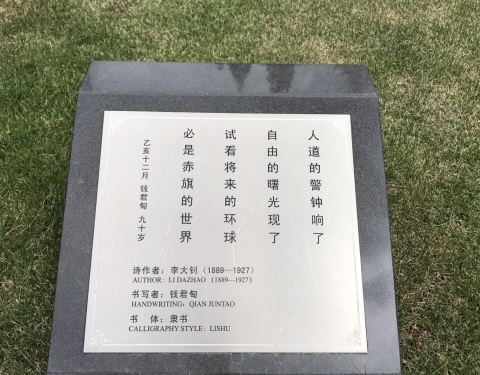 人道的警钟响了
自由的曙光现了
试看将来的环球
必是赤旗的世界
乙亥十二月 钱君匋 九十岁
诗作者：李大钊（1889—1927）
AUTHOR: LI DAZHAO (1889—1927)
书写者：钱君匋
HANDWRITING: QIAN JUNTAO
书 体：隶书
CALLIGRAPHY STYLE: LISHU